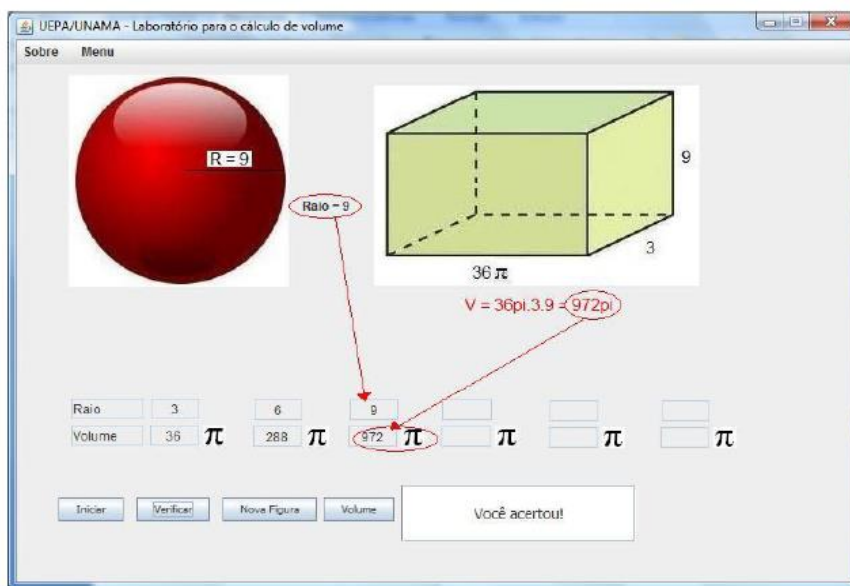 UEPA/UNAMA - Laboratório para o cálculo de volume
Sobre Menu
R = 9
Raio = 9
9
3
36 π
V = 36pi.3.9 = 972pi
Raio 3 6 9
Volume 36 π 288 π 972 π π π π
Iniciar Verificar Nova Figura Volume Você acertou!